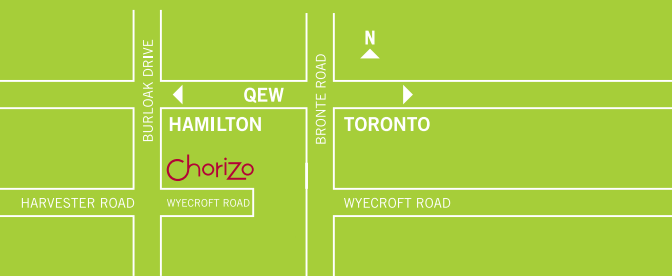 N
BURLOAK DRIVE
BRONTE ROAD
QEW
HAMILTON
TORONTO
Chorizo
HARVESTER ROAD
WYECROFT ROAD
WYECROFT ROAD